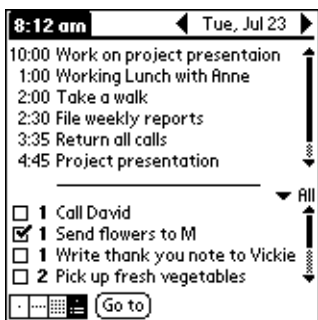 8:12 am Tue, Jul 23
10:00 Work on project presentaion
1:00 Working Lunch with Anne
2:00 Take a walk
2:30 File weekly reports
3:35 Return all calls
4:45 Project presentation
All
1 Call David
1 Send flowers to M
1 Write thank you note to Vickie
2 Pick up fresh vegetables
Go to